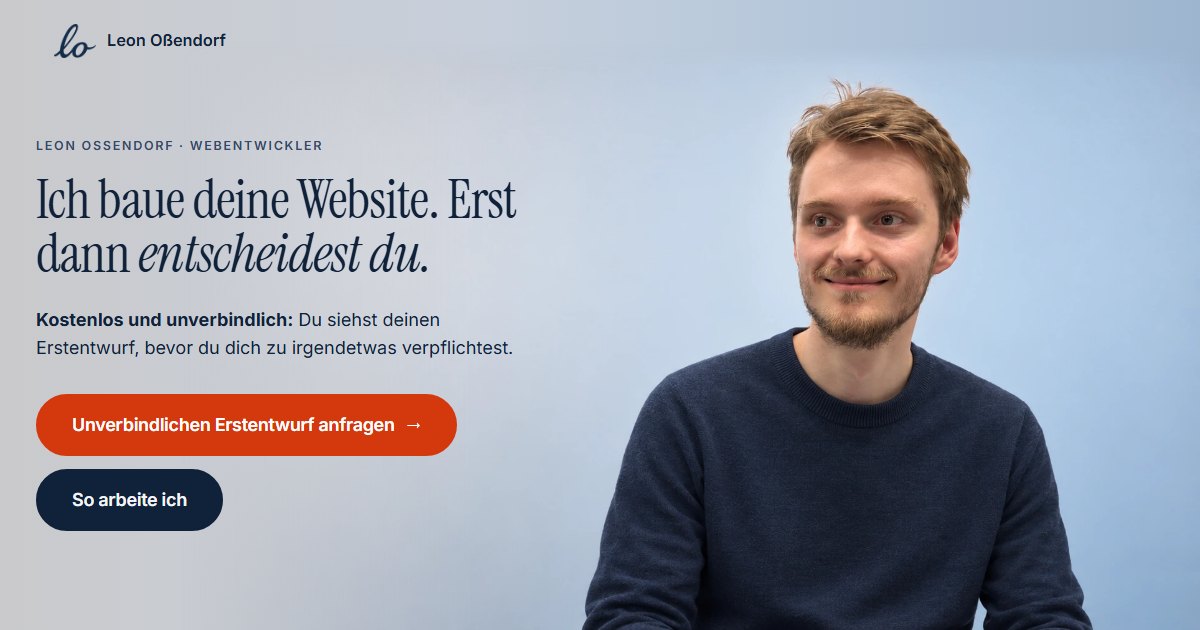 lo Leon Oßendorf
LEON OSSENDORF · WEBENTWICKLER
Ich baue deine Website. Erst
dann entscheidest du.
Kostenlos und unverbindlich: Du siehst deinen
Erstentwurf, bevor du dich zu irgendetwas verpflichtest.
Unverbindlichen Erstentwurf anfragen →
So arbeite ich